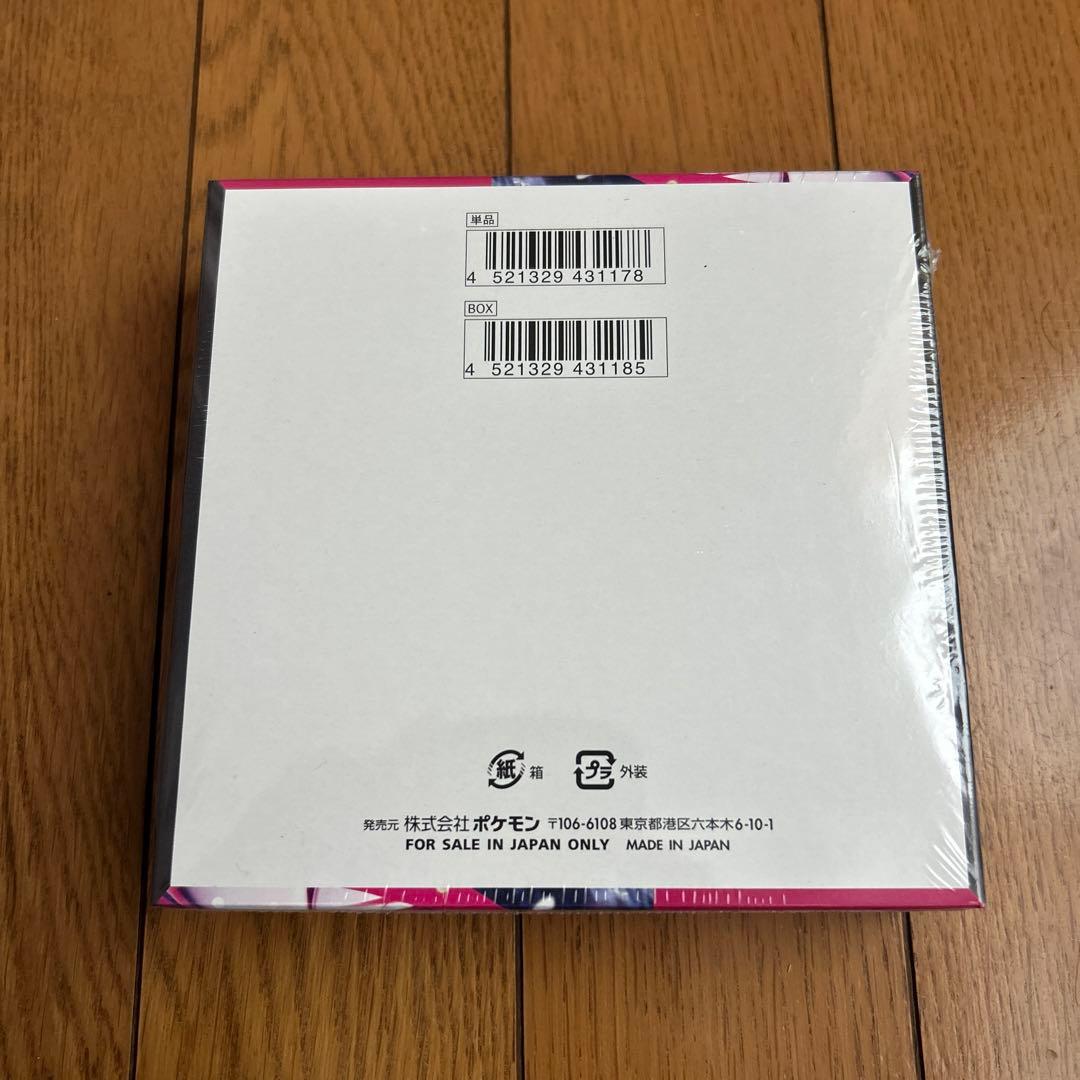 単品
4 521329 431178
BOX
4 521329 431185
紙 箱 プラ 外装
発売元 株式会社 ポケモン 〒106-6108 東京都港区六本木6-10-1
FOR SALE IN JAPAN ONLY MADE IN JAPAN